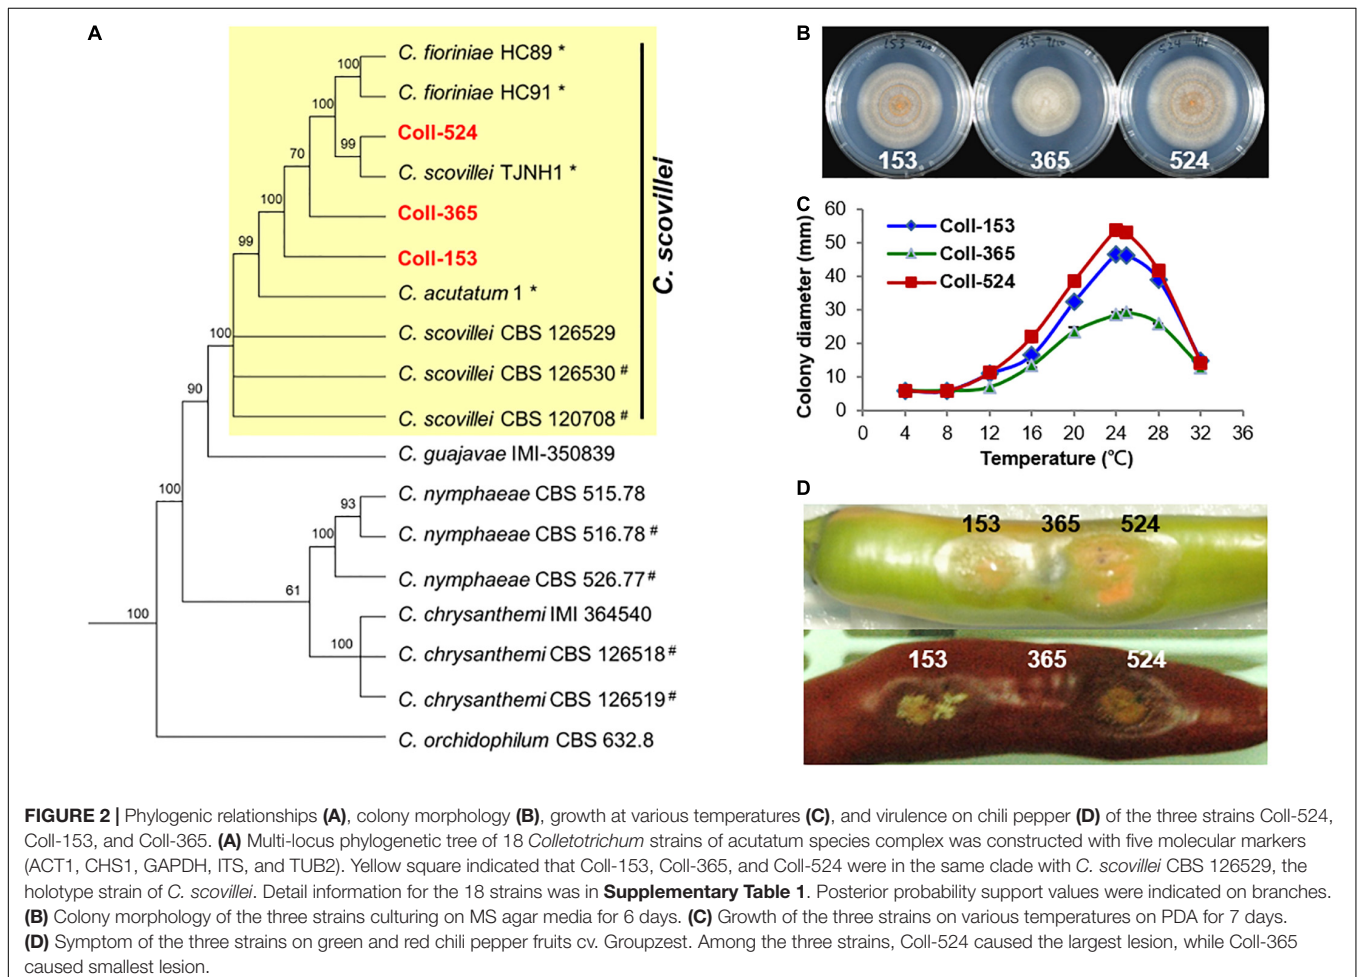 A
C. fioriniae HC89 *
C. fioriniae HC91 *
Coll-524
C. scovillei TJNH1 *
Coll-365
Coll-153
C. acutatum 1 *
C. scovillei CBS 126529
C. scovillei CBS 126530 #
C. scovillei CBS 120708 #
C. guajavae IMI-350839
C. nymphaeae CBS 515.78
C. nymphaeae CBS 516.78 #
C. nymphaeae CBS 526.77 #
C. chrysanthemi IMI 364540
C. chrysanthemi CBS 126518 #
C. chrysanthemi CBS 126519 #
C. orchidophilum CBS 632.8
C. scovillei
100
100
99
70
100
99
100
90
100
93
100
61
100
100
B
153 365 524
C
Colony diameter (mm)
60
50
40
30
20
10
0
Coll-153
Coll-365
Coll-524
0 4 8 12 16 20 24 28 32 36
Temperature (℃)
D
153 365 524
153 365 524
FIGURE 2 | Phylogenic relationships (A), colony morphology (B), growth at various temperatures (C), and virulence on chili pepper (D) of the three strains Coll-524,
Coll-153, and Coll-365. (A) Multi-locus phylogenetic tree of 18 Colletotrichum strains of acutatum species complex was constructed with five molecular markers
(ACT1, CHS1, GAPDH, ITS, and TUB2). Yellow square indicated that Coll-153, Coll-365, and Coll-524 were in the same clade with C. scovillei CBS 126529, the
holotype strain of C. scovillei. Detail information for the 18 strains was in Supplementary Table 1. Posterior probability support values were indicated on branches.
(B) Colony morphology of the three strains culturing on MS agar media for 6 days. (C) Growth of the three strains on various temperatures on PDA for 7 days.
(D) Symptom of the three strains on green and red chili pepper fruits cv. Groupzest. Among the three strains, Coll-524 caused the largest lesion, while Coll-365
caused smallest lesion.